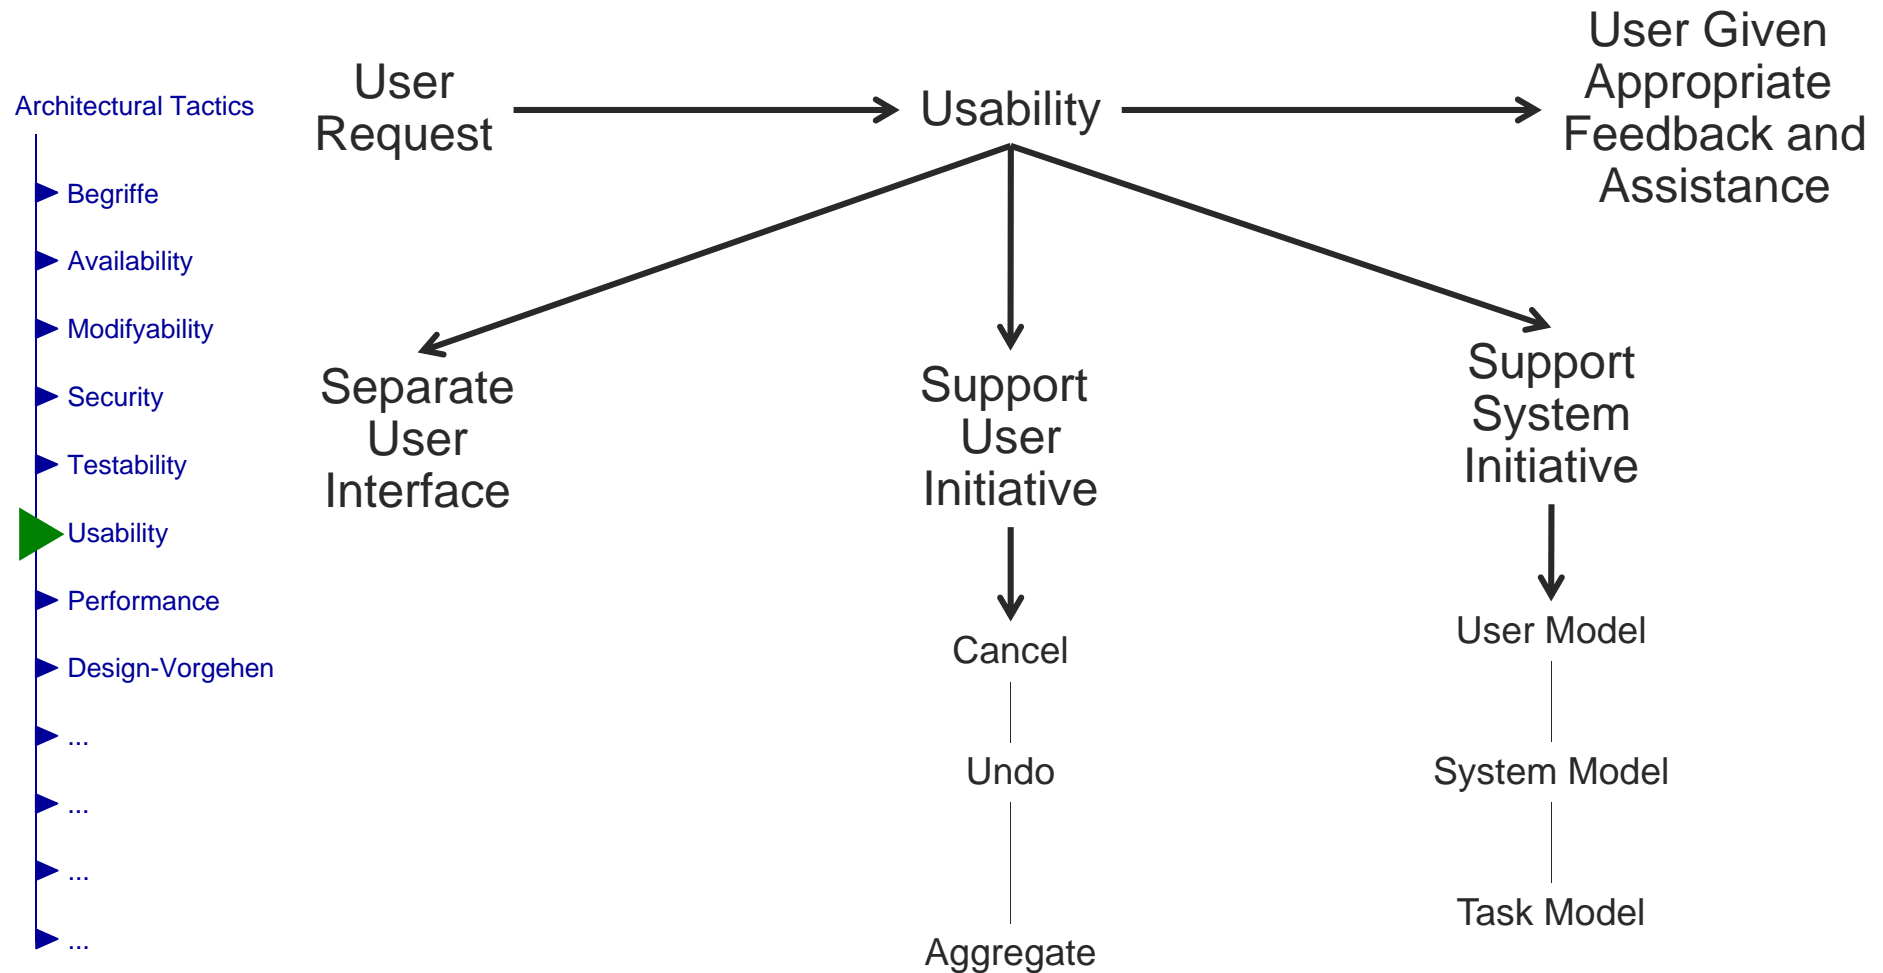 Architectural Tactics
Begriffe
Availability
Modifyability
Security
Testability
Usability
Performance
Design-Vorgehen
...
...
...
...
User
Request
Usability
User Given
Appropriate
Feedback and
Assistance
Separate
User
Interface
Support
User
Initiative
Cancel
Undo
Aggregate
Support
System
Initiative
User Model
System Model
Task Model